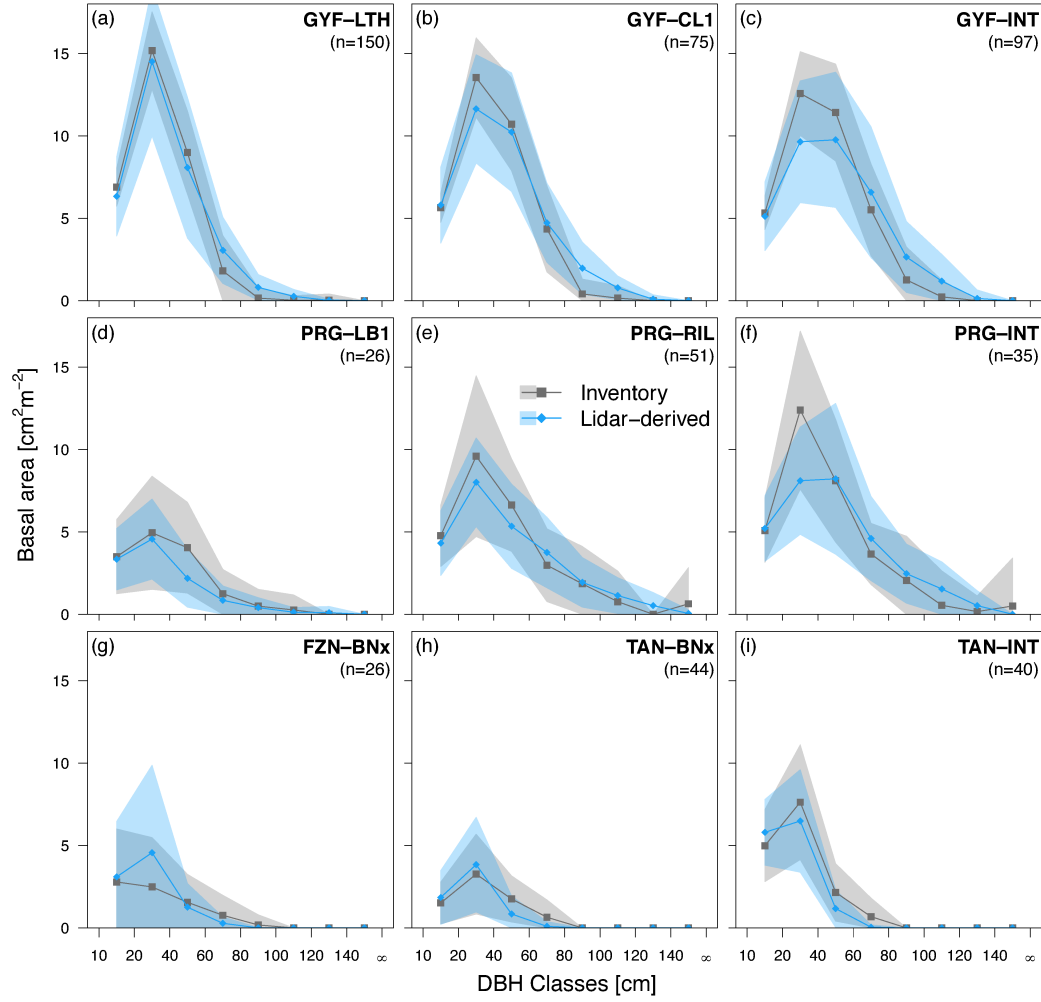 (a) GYF–LTH
(n=150)
(b) GYF–CL1
(n=75)
(c) GYF–INT
(n=97)
15
10
5
0
10 20 40 60 80 100 120 140 ∞
10 20 40 60 80 100 120 140 ∞
10 20 40 60 80 100 120 140 ∞
(d) PRG–LB1
(n=26)
(e) PRG–RIL
(n=51)
(f) PRG–INT
(n=35)
Inventory
Lidar–derived
15
10
5
0
Basal area [cm²m⁻²]
(g) FZN–BNx
(n=26)
(h) TAN–BNx
(n=44)
(i) TAN–INT
(n=40)
15
10
5
0
DBH Classes [cm]